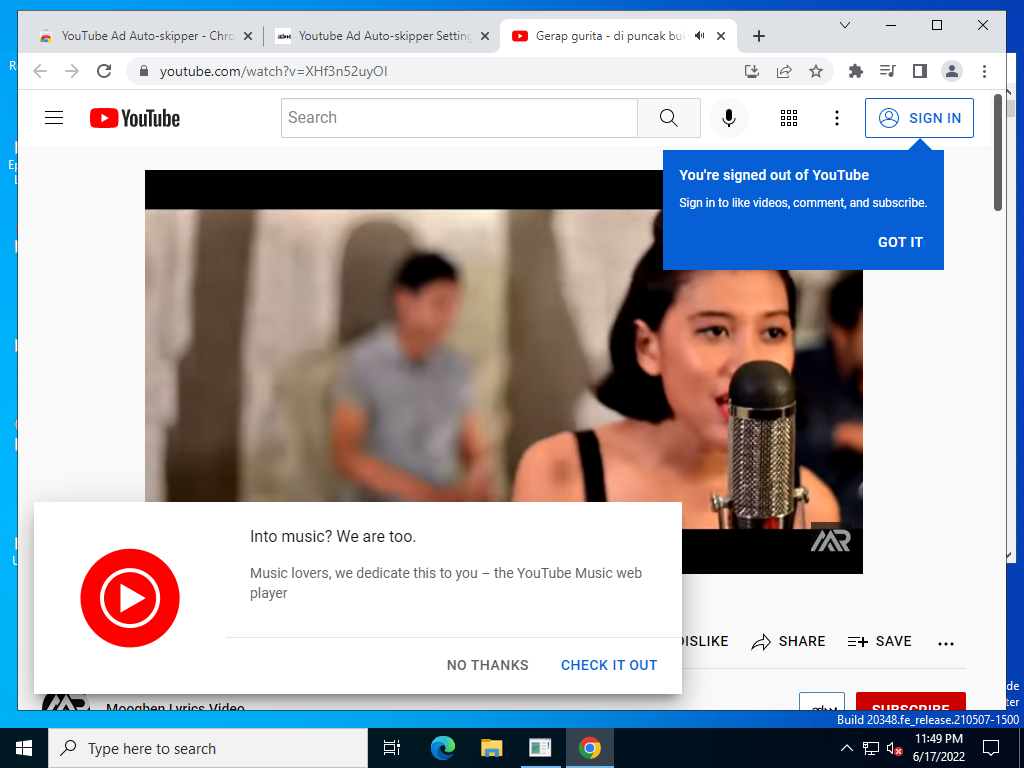 YouTube Ad Auto-skipper - Chro
Youtube Ad Auto-skipper Setting
Gerap gurita - di puncak buk
youtube.com/watch?v=XHf3n52uyOI
YouTube
Search
SIGN IN
You're signed out of YouTube
Sign in to like videos, comment, and subscribe.
GOT IT
Into music? We are too.
Music lovers, we dedicate this to you – the YouTube Music web
player
NO THANKS
CHECK IT OUT
DISLIKE
SHARE
SAVE
Mooghen Lyrics Video
SUBSCRIBE
Build 20348.fe_release.210507-1500
Type here to search
11:49 PM
6/17/2022